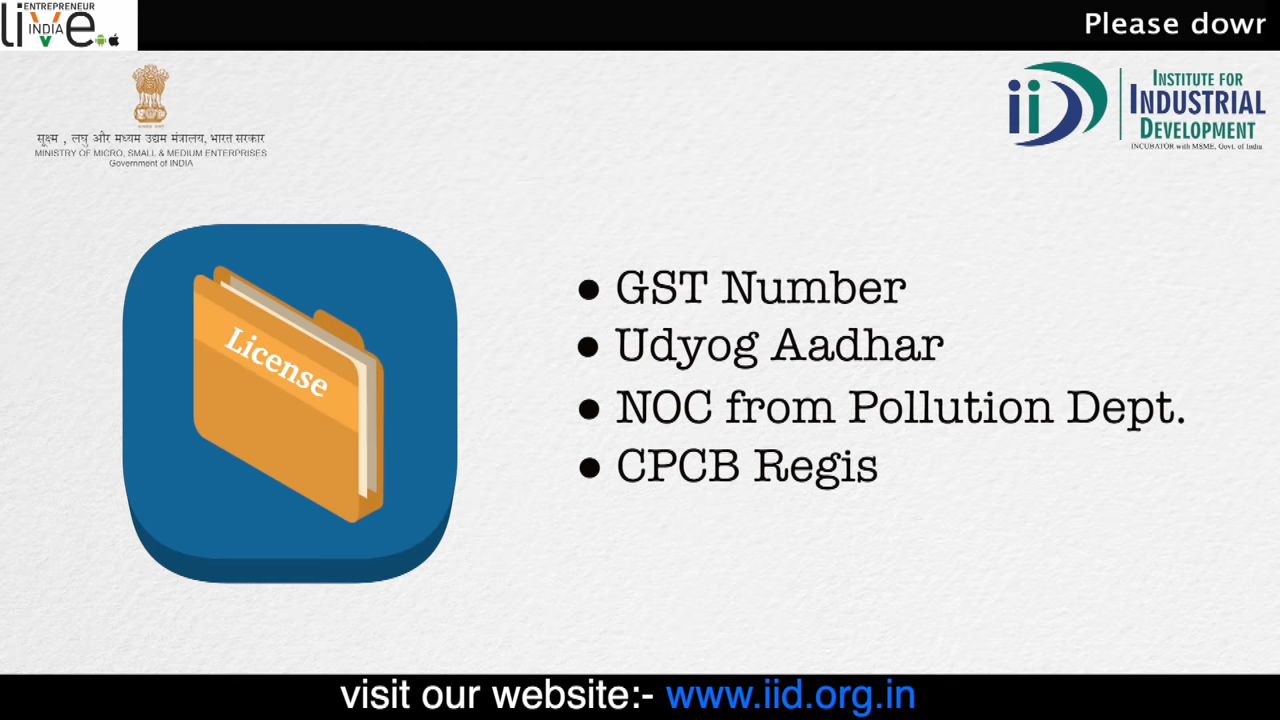 ENTREPRENEUR
INDIA
live
Please dowr
सूक्ष्म , लघु और मध्यम उद्यम मंत्रालय, भारत सरकार
MINISTRY OF MICRO, SMALL & MEDIUM ENTERPRISES
Government of INDIA
iiD
INSTITUTE FOR
INDUSTRIAL
DEVELOPMENT
INCUBATOR with MSME, Govt. of India
License
● GST Number
● Udyog Aadhar
● NOC from Pollution Dept.
● CPCB Regis
visit our website:- www.iid.org.in